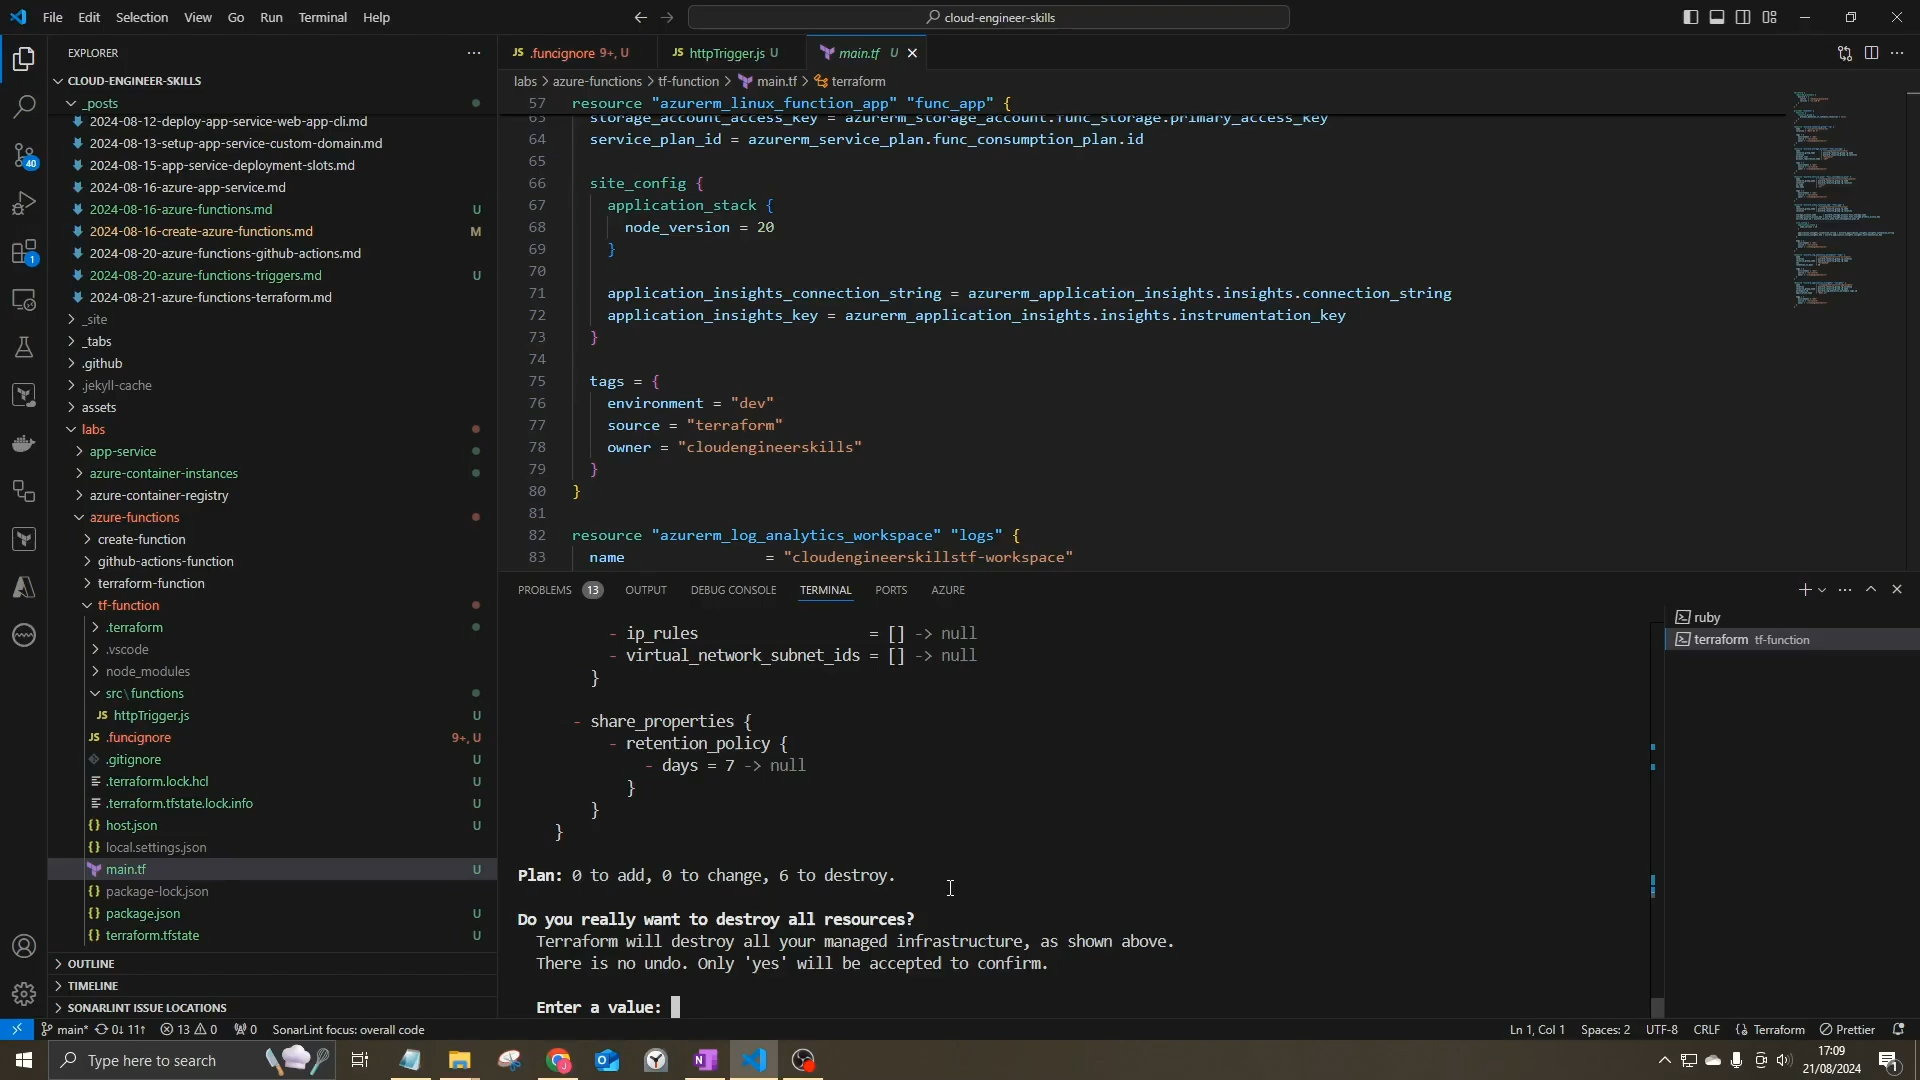 File Edit Selection View Go Run Terminal Help
cloud-engineer-skills
EXPLORER
CLOUD-ENGINEER-SKILLS
_posts
2024-08-12-deploy-app-service-web-app-cli.md
2024-08-13-setup-app-service-custom-domain.md
2024-08-15-app-service-deployment-slots.md
2024-08-16-azure-app-service.md
2024-08-16-azure-functions.md U
2024-08-16-create-azure-functions.md M
2024-08-20-azure-functions-github-actions.md
2024-08-20-azure-functions-triggers.md U
2024-08-21-azure-functions-terraform.md
_site
_tabs
.github
.jekyll-cache
assets
labs
app-service
azure-container-instances
azure-container-registry
azure-functions
create-function
github-actions-function
terraform-function
tf-function
.terraform
.vscode
node_modules
src\functions
JS httpTrigger.js U
JS .funcignore 9+, U
.gitignore U
.terraform.lock.hcl U
.terraform.tfstate.lock.info U
{} host.json U
{} local.settings.json
main.tf U
{} package-lock.json
{} package.json U
{} terraform.tfstate U
OUTLINE
TIMELINE
SONARLINT ISSUE LOCATIONS
40
1
JS .funcignore 9+, U JS httpTrigger.js U main.tf U
labs > azure-functions > tf-function > main.tf > terraform
57 resource "azurerm_linux_function_app" "func_app" {
63 storage_account_access_key = azurerm_storage_account.func_storage.primary_access_key
64 service_plan_id = azurerm_service_plan.func_consumption_plan.id
65
66 site_config {
67 application_stack {
68 node_version = 20
69 }
70
71 application_insights_connection_string = azurerm_application_insights.insights.connection_string
72 application_insights_key = azurerm_application_insights.insights.instrumentation_key
73 }
74
75 tags = {
76 environment = "dev"
77 source = "terraform"
78 owner = "cloudengineerskills"
79 }
80 }
81
82 resource "azurerm_log_analytics_workspace" "logs" {
83 name = "cloudengineerskillstf-workspace"
PROBLEMS 13 OUTPUT DEBUG CONSOLE TERMINAL PORTS AZURE
- ip_rules = [] -> null
- virtual_network_subnet_ids = [] -> null
}
- share_properties {
- retention_policy {
- days = 7 -> null
}
}
}
Plan: 0 to add, 0 to change, 6 to destroy.
Do you really want to destroy all resources?
Terraform will destroy all your managed infrastructure, as shown above.
There is no undo. Only 'yes' will be accepted to confirm.
Enter a value:
ruby
terraform tf-function
main* 0↓ 11↑ 13 0 0 SonarLint focus: overall code
Ln 1, Col 1 Spaces: 2 UTF-8 CRLF Terraform Prettier
Type here to search
17:09
21/08/2024
1